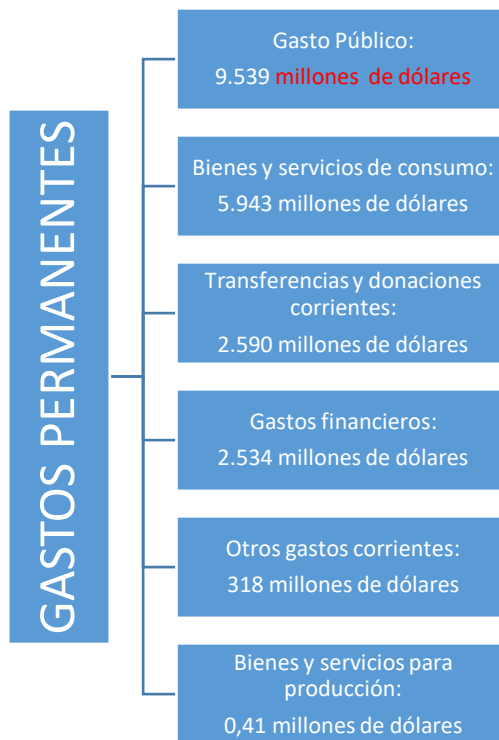 GASTOS PERMANENTES
Gasto Público:
9.539 millones de dólares
Bienes y servicios de consumo:
5.943 millones de dólares
Transferencias y donaciones
corrientes:
2.590 millones de dólares
Gastos financieros:
2.534 millones de dólares
Otros gastos corrientes:
318 millones de dólares
Bienes y servicios para
producción:
0,41 millones de dólares